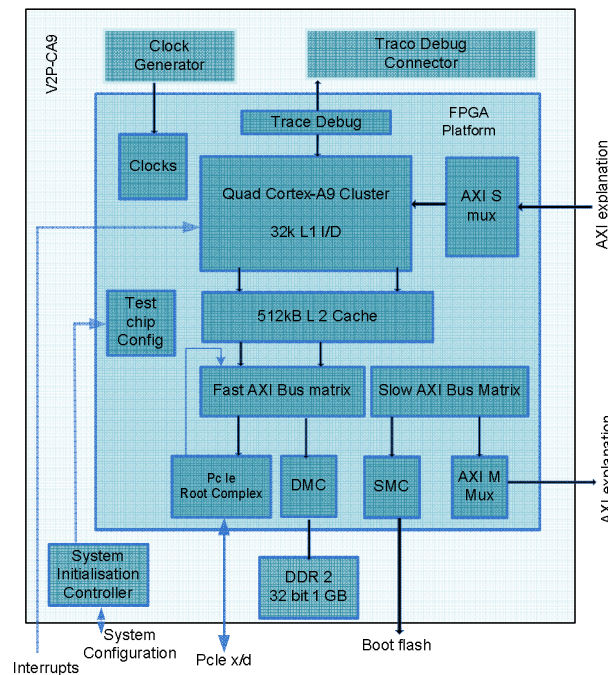 V2P-CA9
Clock
Generator
Traco Debug
Connector
Trace Debug
FPGA
Platform
Clocks
Quad Cortex-A9 Cluster
32k L1 I/D
AXI S
mux
AXI explanation
Test
chip
Config
512kB L 2 Cache
Fast AXI Bus matrix
Slow AXI Bus Matrix
Pc Ie
Root Complex
DMC
SMC
AXI M
Mux
AXI explanation
System
Initialisation
Controller
DDR 2
32 bit 1 GB
System
Configuration
Interrupts
PcIe x/d
Boot flash